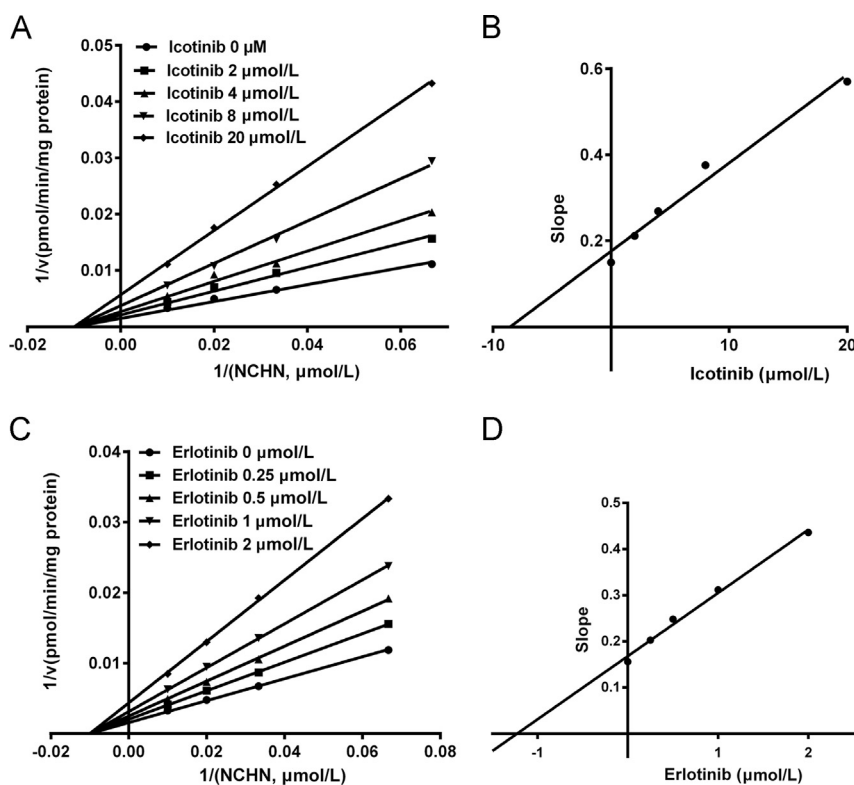 A
0.05
0.04
0.03
0.02
0.01
-0.02
0.00
0.02
0.04
0.06
1/v(pmol/min/mg protein)
1/(NCHN, µmol/L)
Icotinib 0 µM
Icotinib 2 µmol/L
Icotinib 4 µmol/L
Icotinib 8 µmol/L
Icotinib 20 µmol/L
B
0.6
0.4
0.2
-10
0
10
20
Slope
Icotinib (µmol/L)
C
0.04
0.03
0.02
0.01
-0.02
0.00
0.02
0.04
0.06
0.08
1/v(pmol/min/mg protein)
1/(NCHN, µmol/L)
Erlotinib 0 µmol/L
Erlotinib 0.25 µmol/L
Erlotinib 0.5 µmol/L
Erlotinib 1 µmol/L
Erlotinib 2 µmol/L
D
0.5
0.4
0.3
0.2
0.1
-1
0
1
2
Slope
Erlotinib (µmol/L)